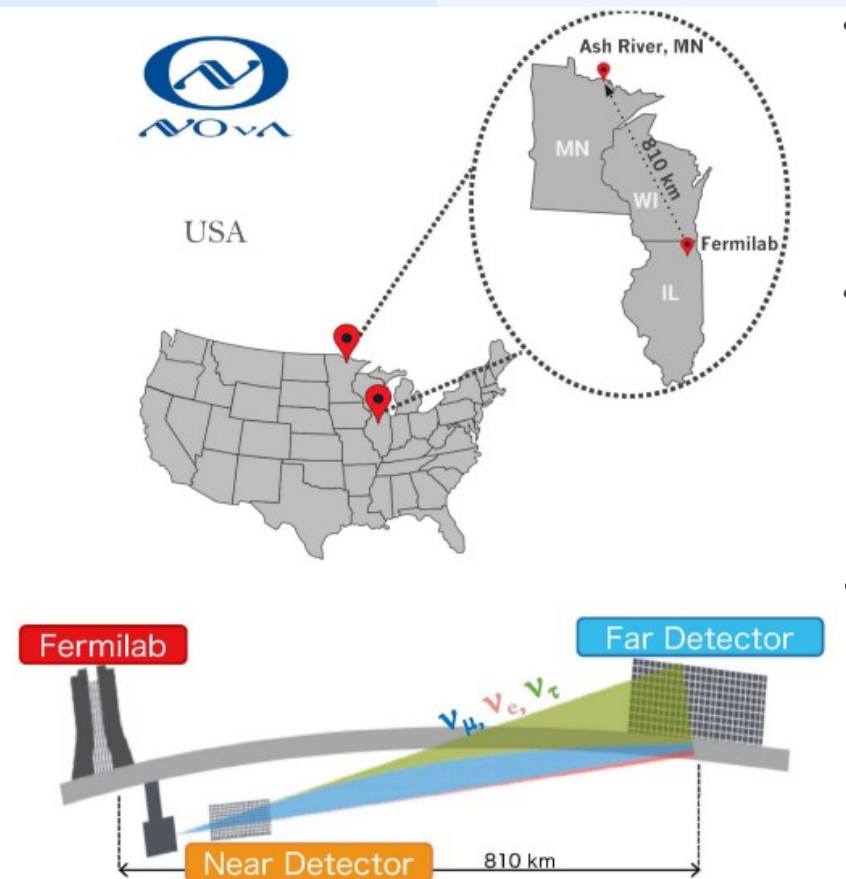 NOνA
USA
Ash River, MN
MN
810 km
WI
Fermilab
IL
Fermilab
Far Detector
νμ, νe, ντ
Near Detector
810 km